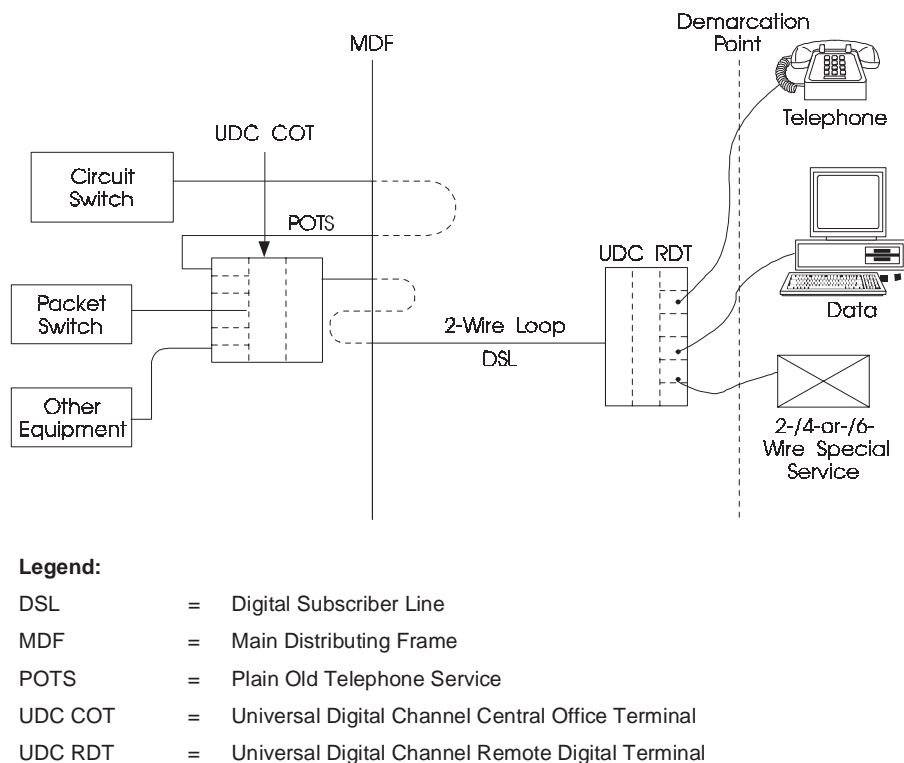 Demarcation
Point
MDF
Telephone
UDC COT
Circuit
Switch
POTS
UDC RDT
Packet
Switch
2-Wire Loop
DSL
Data
Other
Equipment
2-/4-or-/6-
Wire Special
Service
Legend:
DSL = Digital Subscriber Line
MDF = Main Distributing Frame
POTS = Plain Old Telephone Service
UDC COT = Universal Digital Channel Central Office Terminal
UDC RDT = Universal Digital Channel Remote Digital Terminal